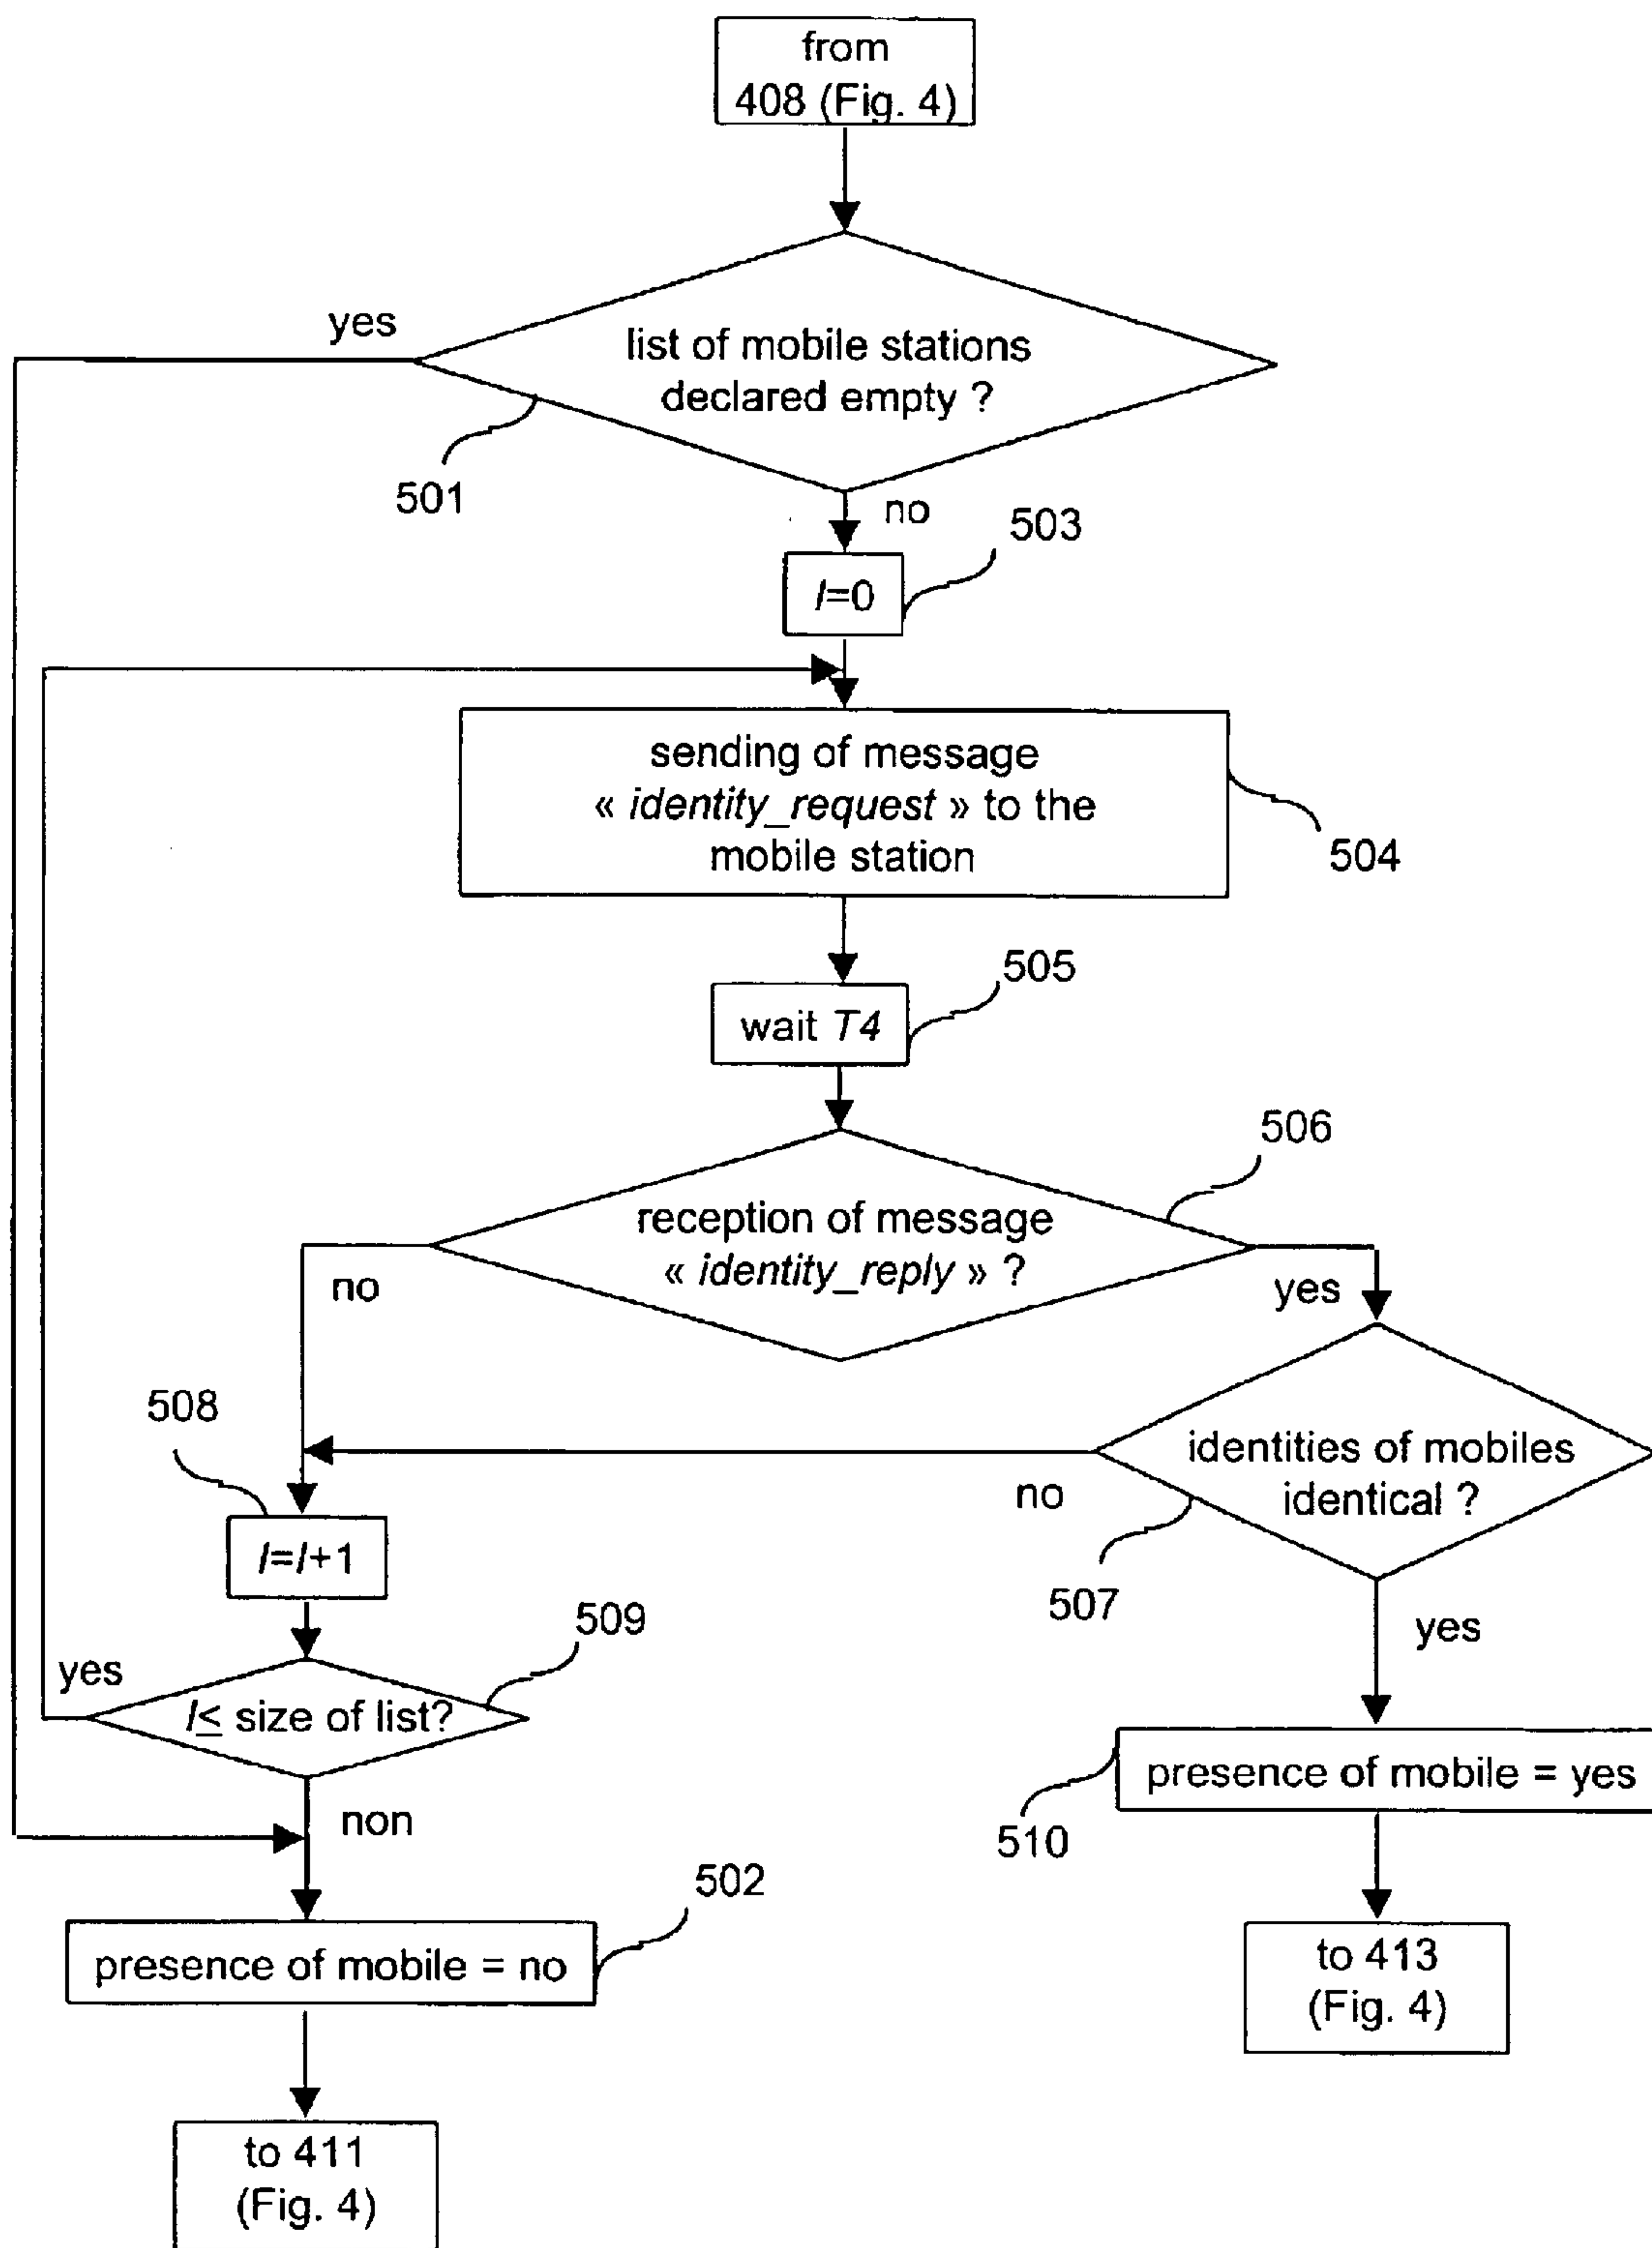 from
408 (Fig. 4)
yes
list of mobile stations
declared empty ?
501
no
503
I=0
sending of message
« identity_request » to the
mobile station
504
505
wait T4
506
reception of message
« identity_reply » ?
no
yes
508
identities of mobiles
identical ?
no
I=I+1
507
509
yes
yes
I≤ size of list?
presence of mobile = yes
non
510
502
presence of mobile = no
to 413
(Fig. 4)
to 411
(Fig. 4)